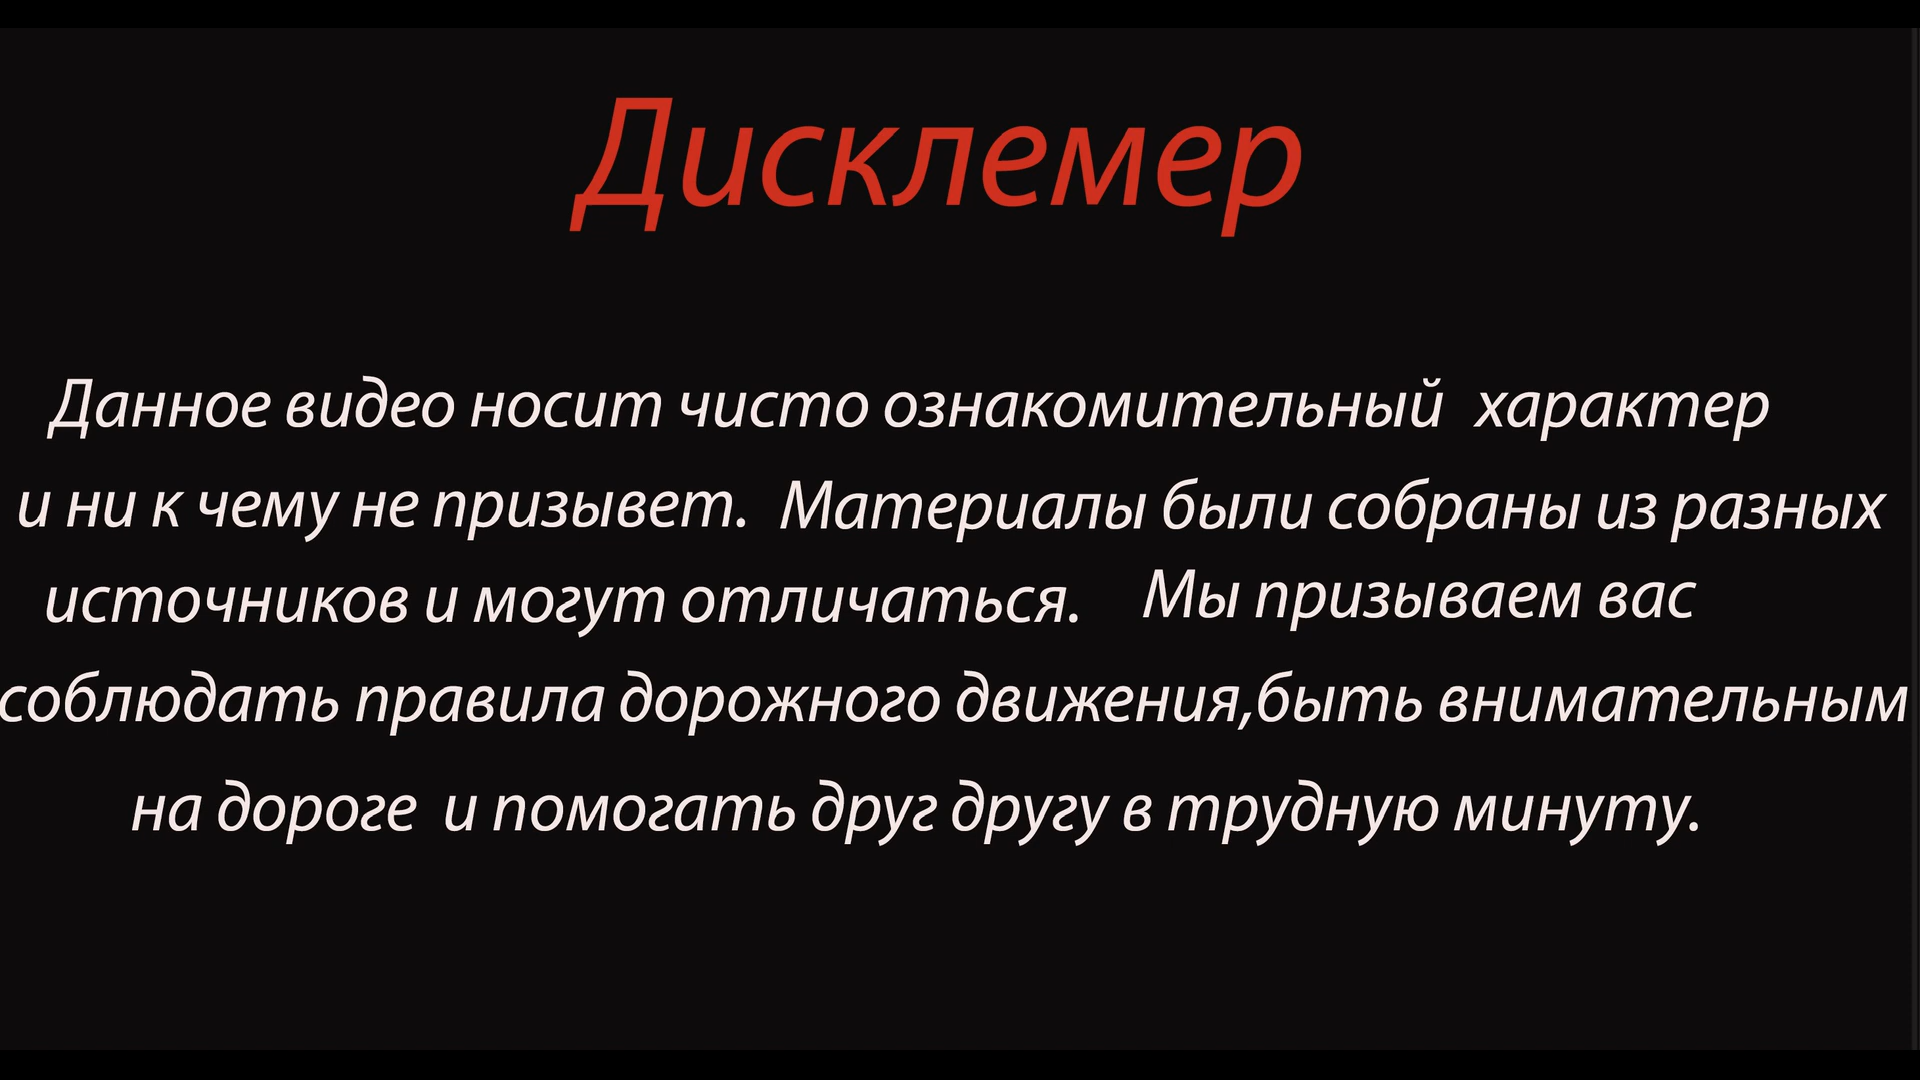 Дисклемер
Данное видео носит чисто ознакомительный характер
и ни к чему не призывет. Материалы были собраны из разных
источников и могут отличаться. Мы призываем вас
соблюдать правила дорожного движения,быть внимательным
на дороге и помогать друг другу в трудную минуту.